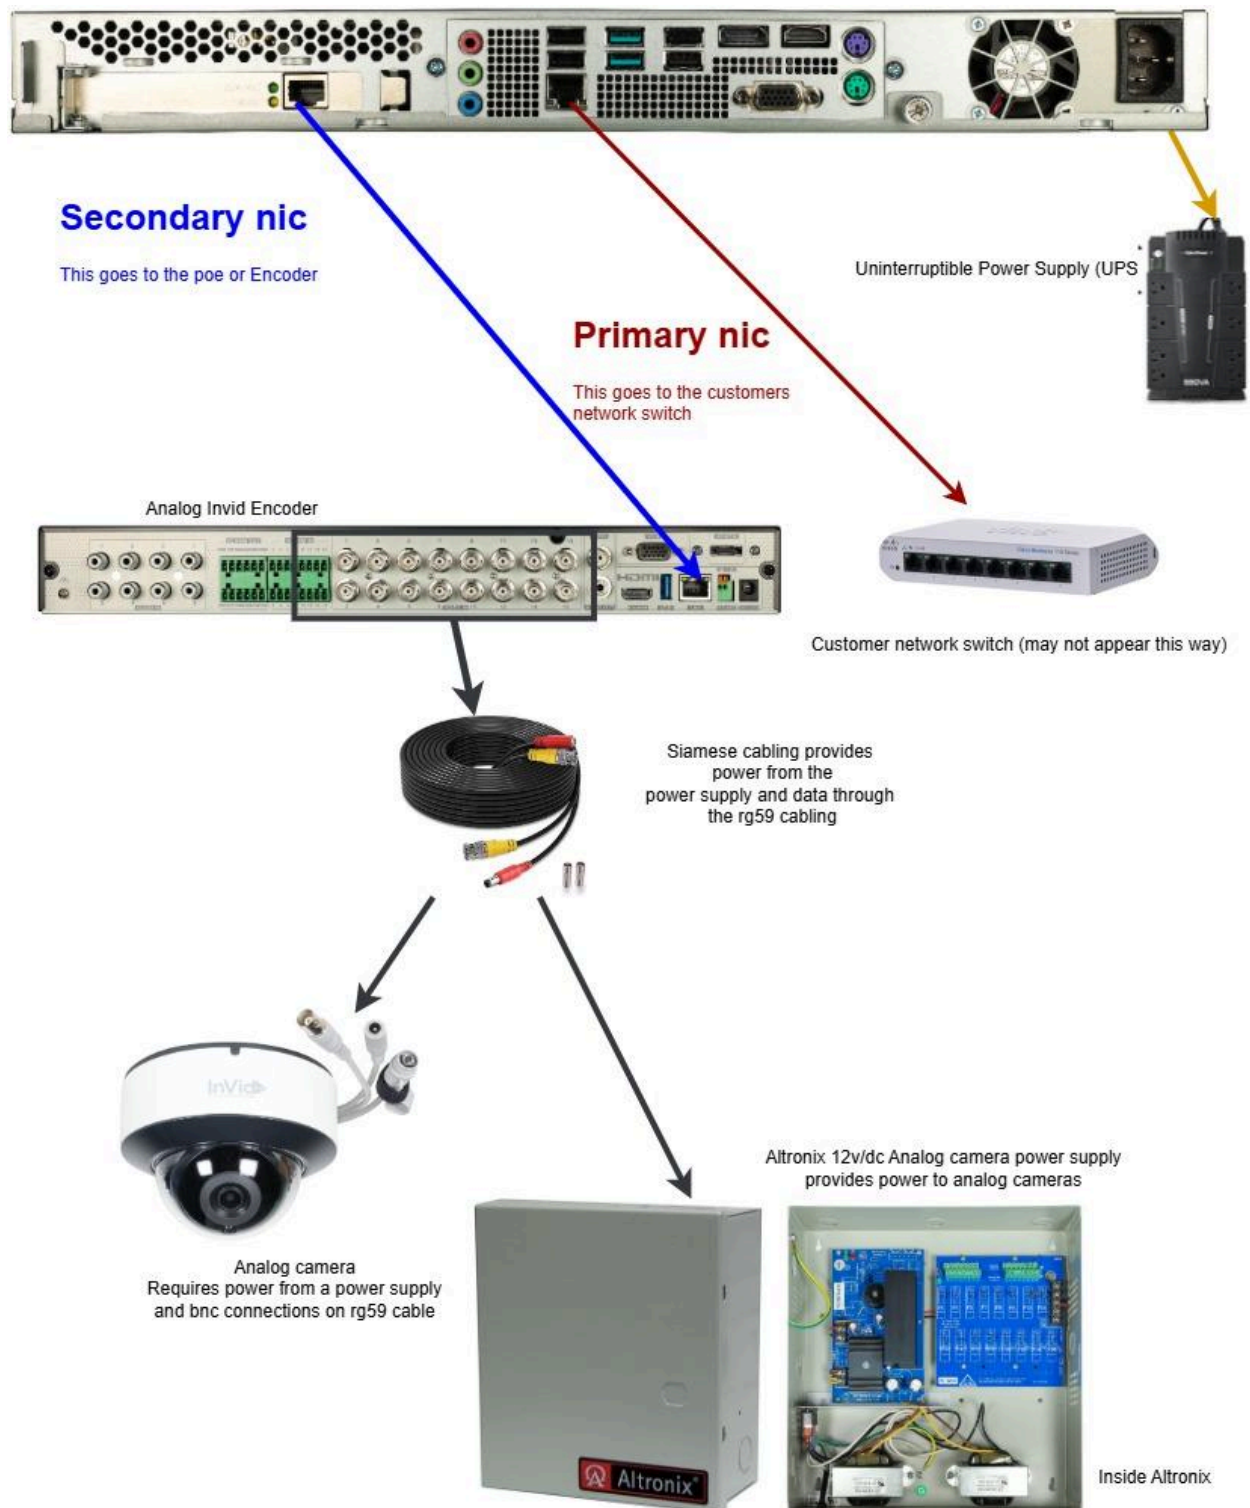 Secondary nic
This goes to the poe or Encoder
Uninterruptible Power Supply (UPS
550VA
Primary nic
This goes to the customers
network switch
Analog Invid Encoder
Customer network switch (may not appear this way)
Siamese cabling provides
power from the
power supply and data through
the rg59 cabling
InVid
Altronix 12v/dc Analog camera power supply
provides power to analog cameras
Analog camera
Requires power from a power supply
and bnc connections on rg59 cable
Altronix
Inside Altronix